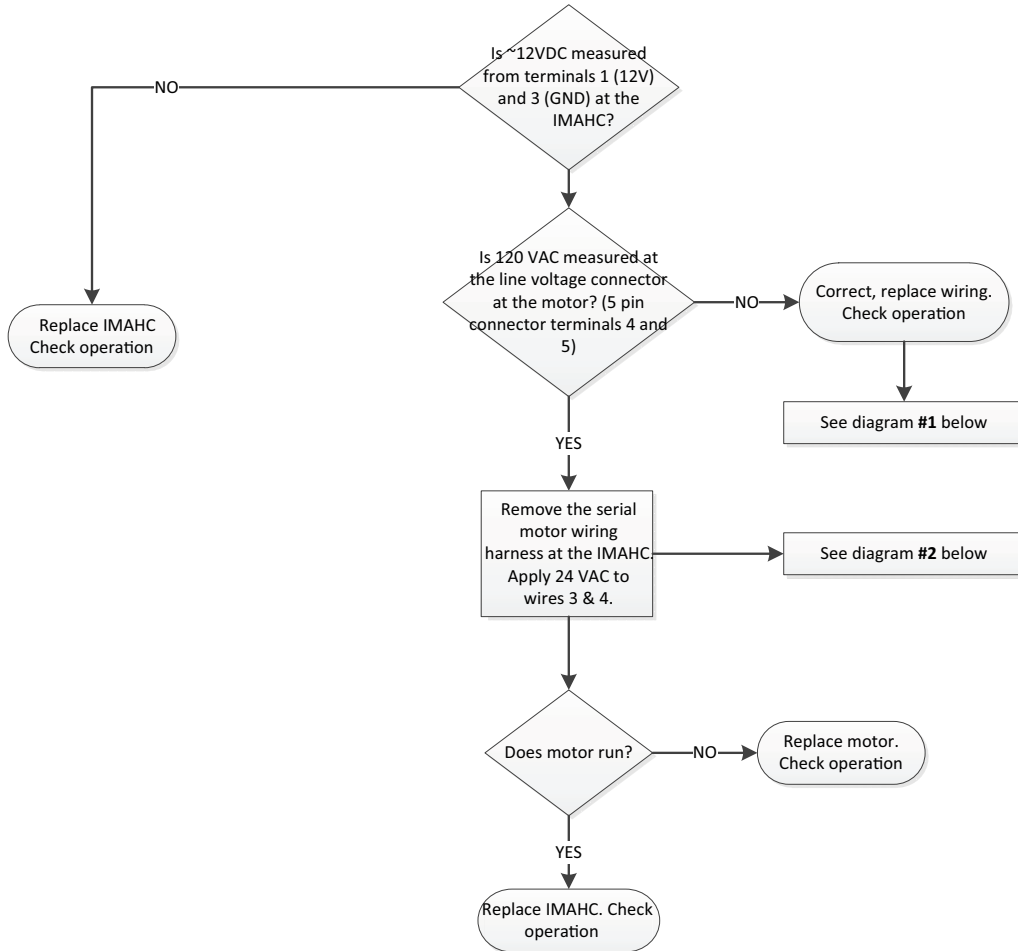 Is ~12VDC measured
from terminals 1 (12V)
and 3 (GND) at the
IMAHC?
NO
Replace IMAHC
Check operation
Is 120 VAC measured at
the line voltage connector
at the motor? (5 pin
connector terminals 4 and
5)
NO
Correct, replace wiring.
Check operation
See diagram #1 below
YES
Remove the serial
motor wiring
harness at the IMAHC.
Apply 24 VAC to
wires 3 & 4.
See diagram #2 below
Does motor run?
NO
Replace motor.
Check operation
YES
Replace IMAHC. Check
operation